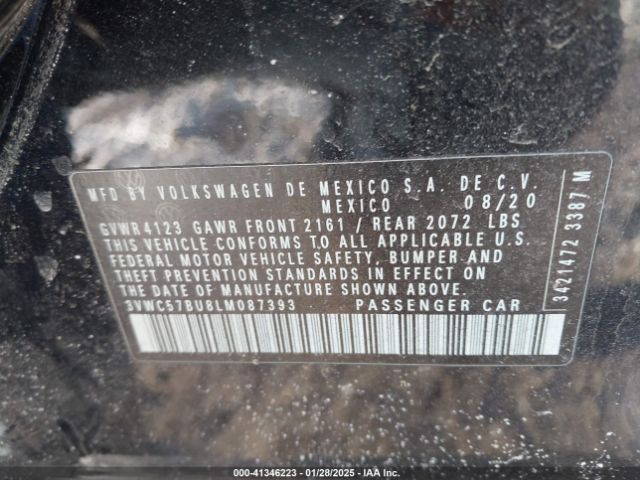 MFD BY VOLKSWAGEN DE MEXICO S.A. DE C.V.
MEXICO 08/20
GVWR 4123 GAWR FRONT 2161 / REAR 2072 LBS
THIS VEHICLE CONFORMS TO ALL APPLICABLE U.S.
FEDERAL MOTOR VEHICLE SAFETY, BUMPER AND
THEFT PREVENTION STANDARDS IN EFFECT ON
THE DATE OF MANUFACTURE SHOWN ABOVE.
3VWC57BU8LM087393 PASSENGER CAR
3421472 3387 M
000-41346223 - 01/28/2025 - IAA Inc.